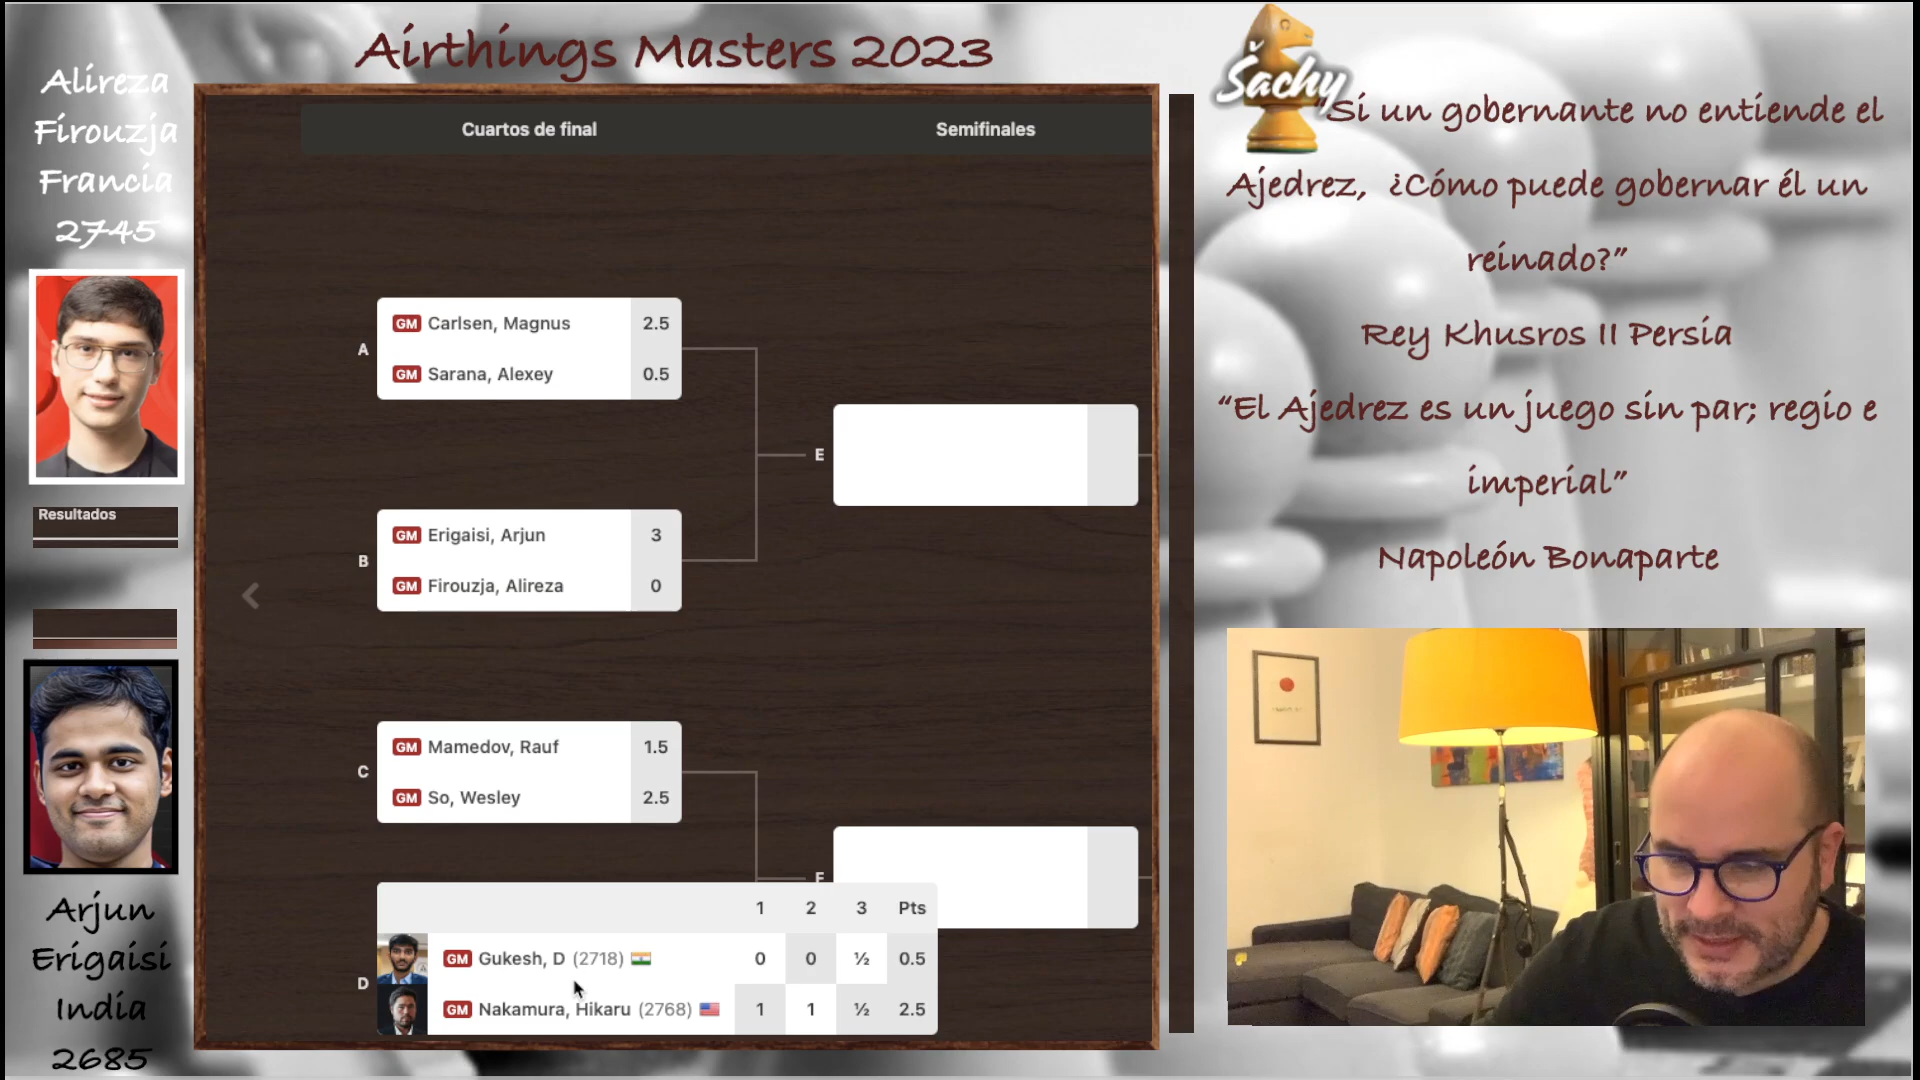 Airthings Masters 2023
Alireza
Firouzja
Francia
2745
Resultados
Arjun
Erigaisi
India
2685
Cuartos de final
Semifinales
A
GM Carlsen, Magnus 2.5
GM Sarana, Alexey 0.5
B
GM Erigaisi, Arjun 3
GM Firouzja, Alireza 0
C
GM Mamedov, Rauf 1.5
GM So, Wesley 2.5
D
1 2 3 Pts
GM Gukesh, D (2718) 0 0 ½ 0.5
GM Nakamura, Hikaru (2768) 1 1 ½ 2.5
E
F
Šachy
"Si un gobernante no entiende el
Ajedrez, ¿Cómo puede gobernar él un
reinado?”
Rey Khusros II Persia
“El Ajedrez es un juego sin par; regio e
imperial”
Napoleón Bonaparte